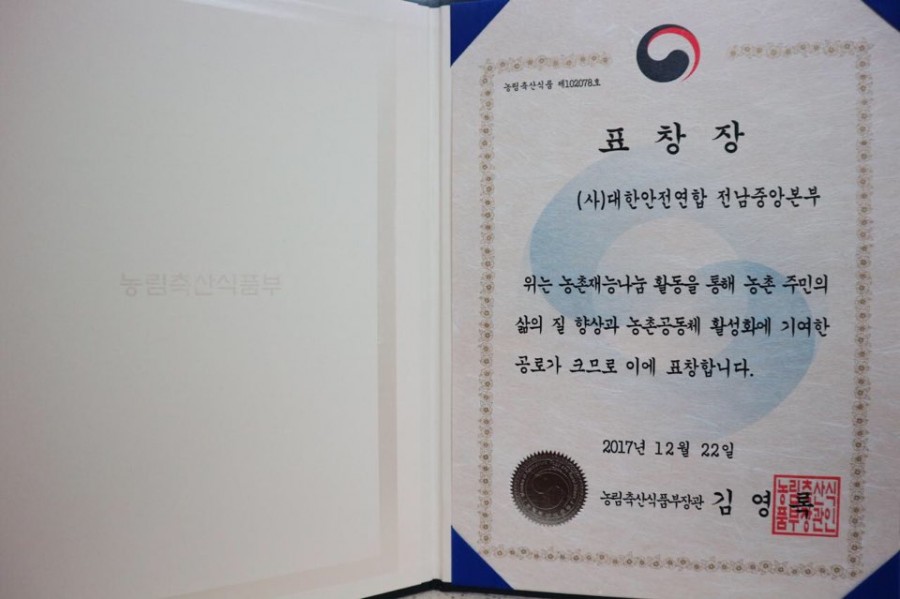 농림축산식품부
농림축산식품 제102078호
표 창 장
(사)대한안전연합 전남중앙본부
위는 농촌재능나눔 활동을 통해 농촌 주민의
삶의 질 향상과 농촌공동체 활성화에 기여한
공로가 크므로 이에 표창합니다.
2017년 12월 22일
농림축산식품부장관 김 영 록
농림축산식
품부장관인